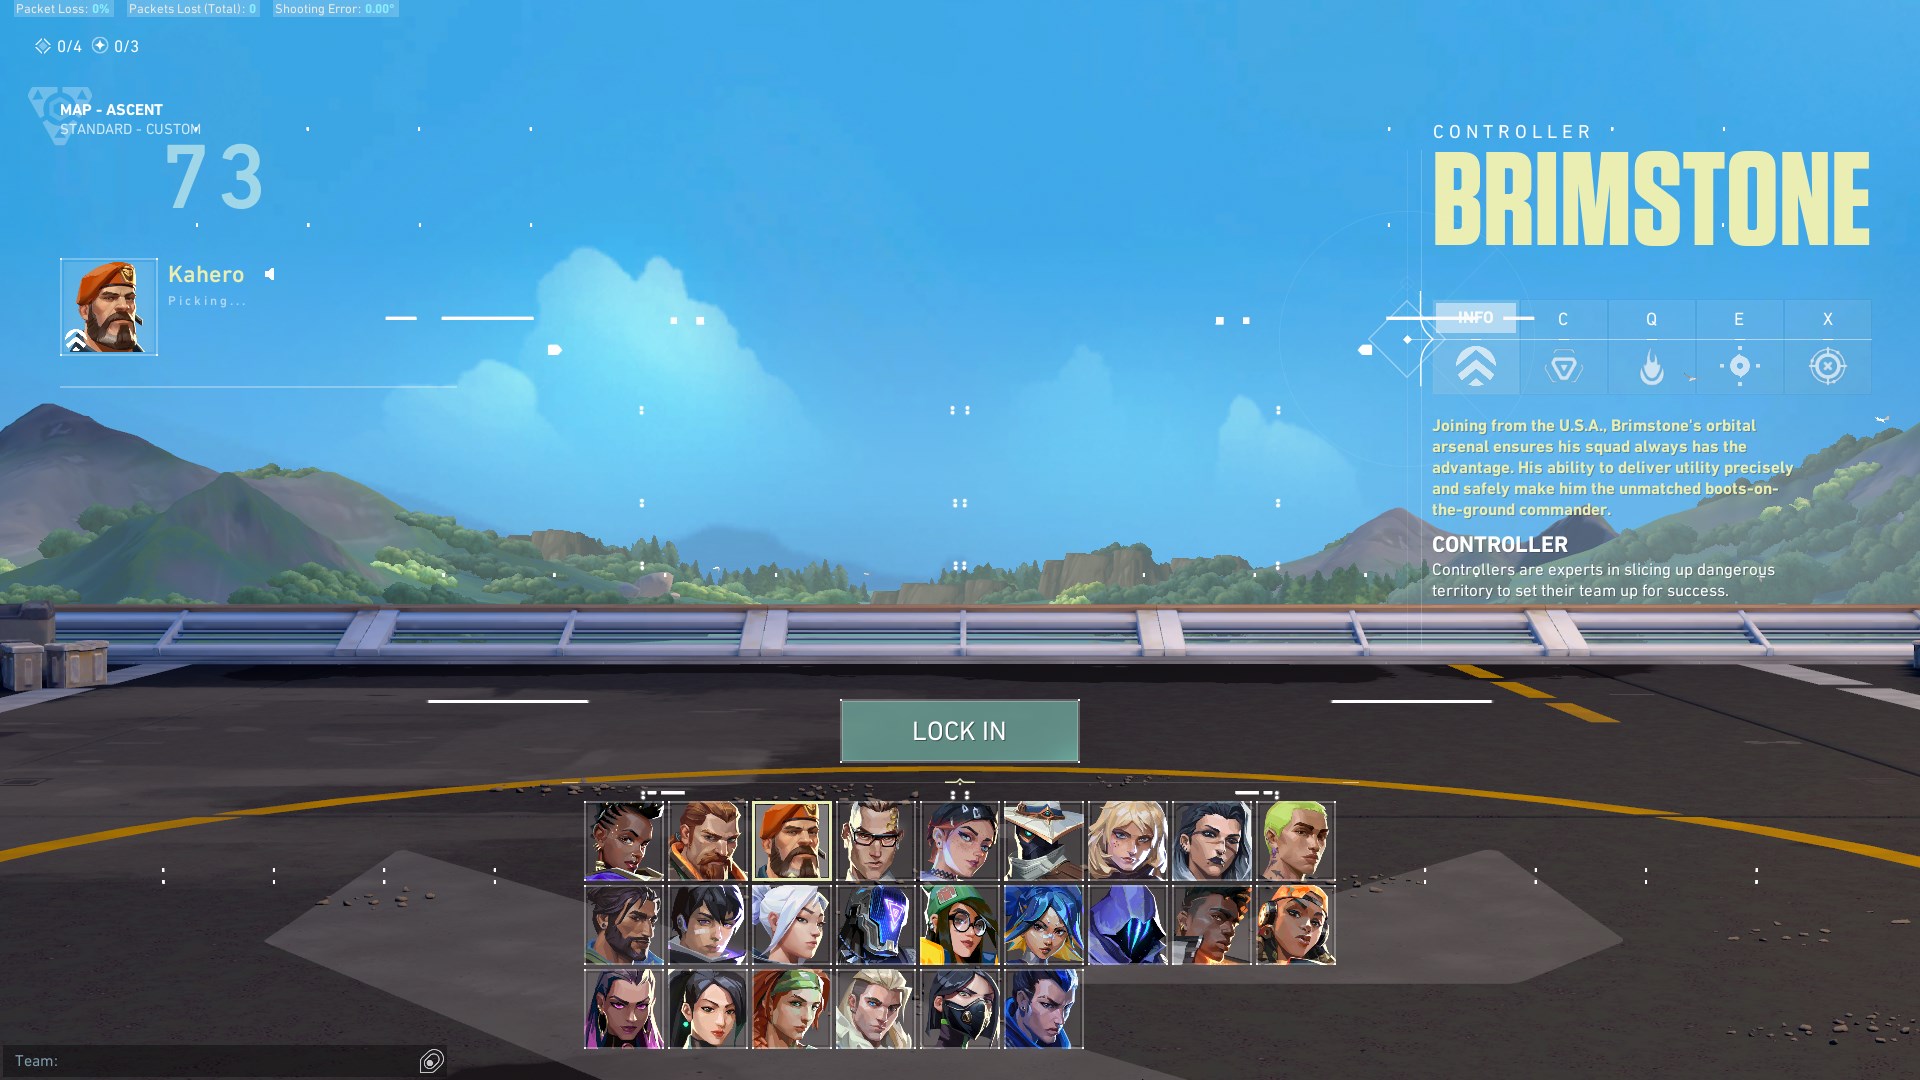 Packet Loss: 0% Packets Lost (Total): 0 Shooting Error: 0.00°
0/4 0/3
MAP - ASCENT
STANDARD - CUSTOM
73
Kahero
Picking...
CONTROLLER
BRIMSTONE
INFO C Q E X
Joining from the U.S.A., Brimstone's orbital
arsenal ensures his squad always has the
advantage. His ability to deliver utility precisely
and safely make him the unmatched boots-on-
the-ground commander.
CONTROLLER
Controllers are experts in slicing up dangerous
territory to set their team up for success.
LOCK IN
Team: